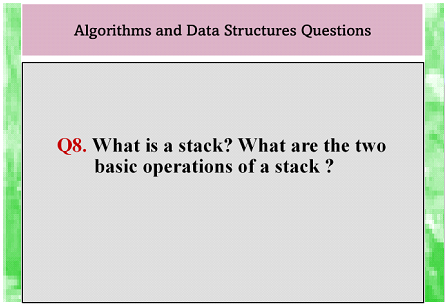 Algorithms and Data Structures Questions
Q8. What is a stack? What are the two
basic operations of a stack ?